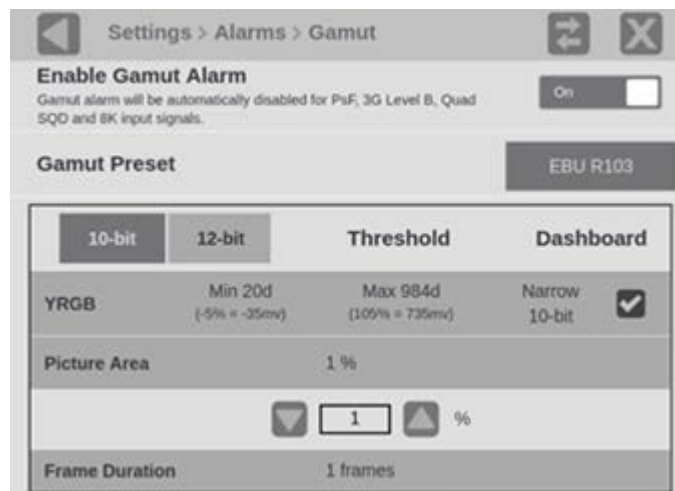 Settings > Alarms > Gamut
Enable Gamut Alarm
Gamut alarm will be automatically disabled for PsF, 3G Level B, Quad
SQD and 8K input signals.
On
Gamut Preset
EBU R103
10-bit 12-bit Threshold Dashboard
YRGB Min 20d Max 984d Narrow
(-5% = -35mv) (105% = 735mv) 10-bit
Picture Area 1 %
1 %
Frame Duration 1 frames